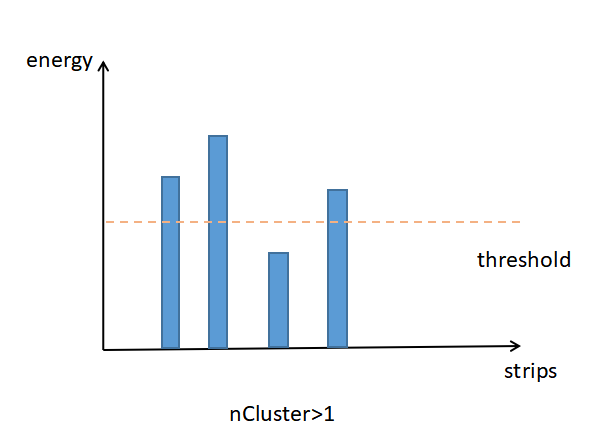 energy
threshold
strips
nCluster>1